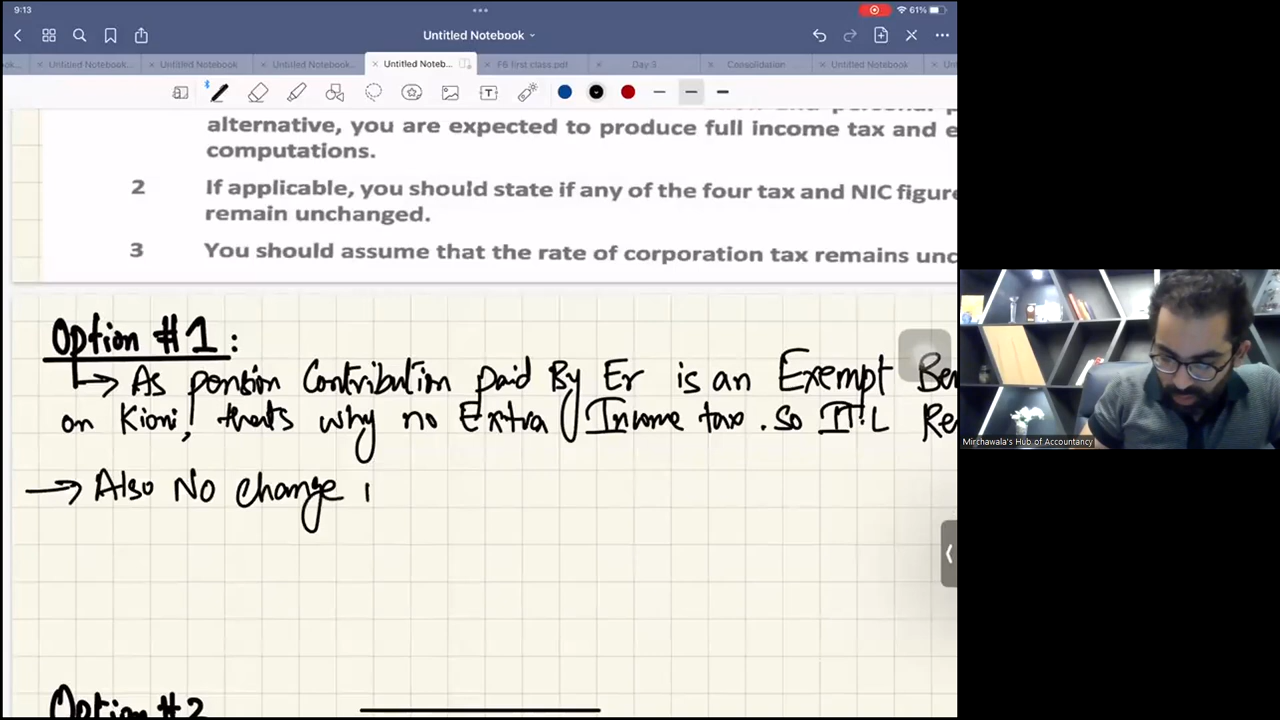 9:13
61%
Untitled Notebook
Untitled Notebook...
Untitled Notebook
Untitled Notebook...
Untitled Noteb...
F6 first class.pdf
Day 3
Consolidation
Untitled Notebook
alternative, you are expected to produce full income tax and e
computations.
2 If applicable, you should state if any of the four tax and NIC figure
remain unchanged.
3 You should assume that the rate of corporation tax remains unc
Option #1:
As pension Contribution paid By Er is an Exempt Ben
on Kioni, that's why no Extra Income tax. so ITL Re
→ Also No change
Option #2
Mirchawala's Hub of Accountancy